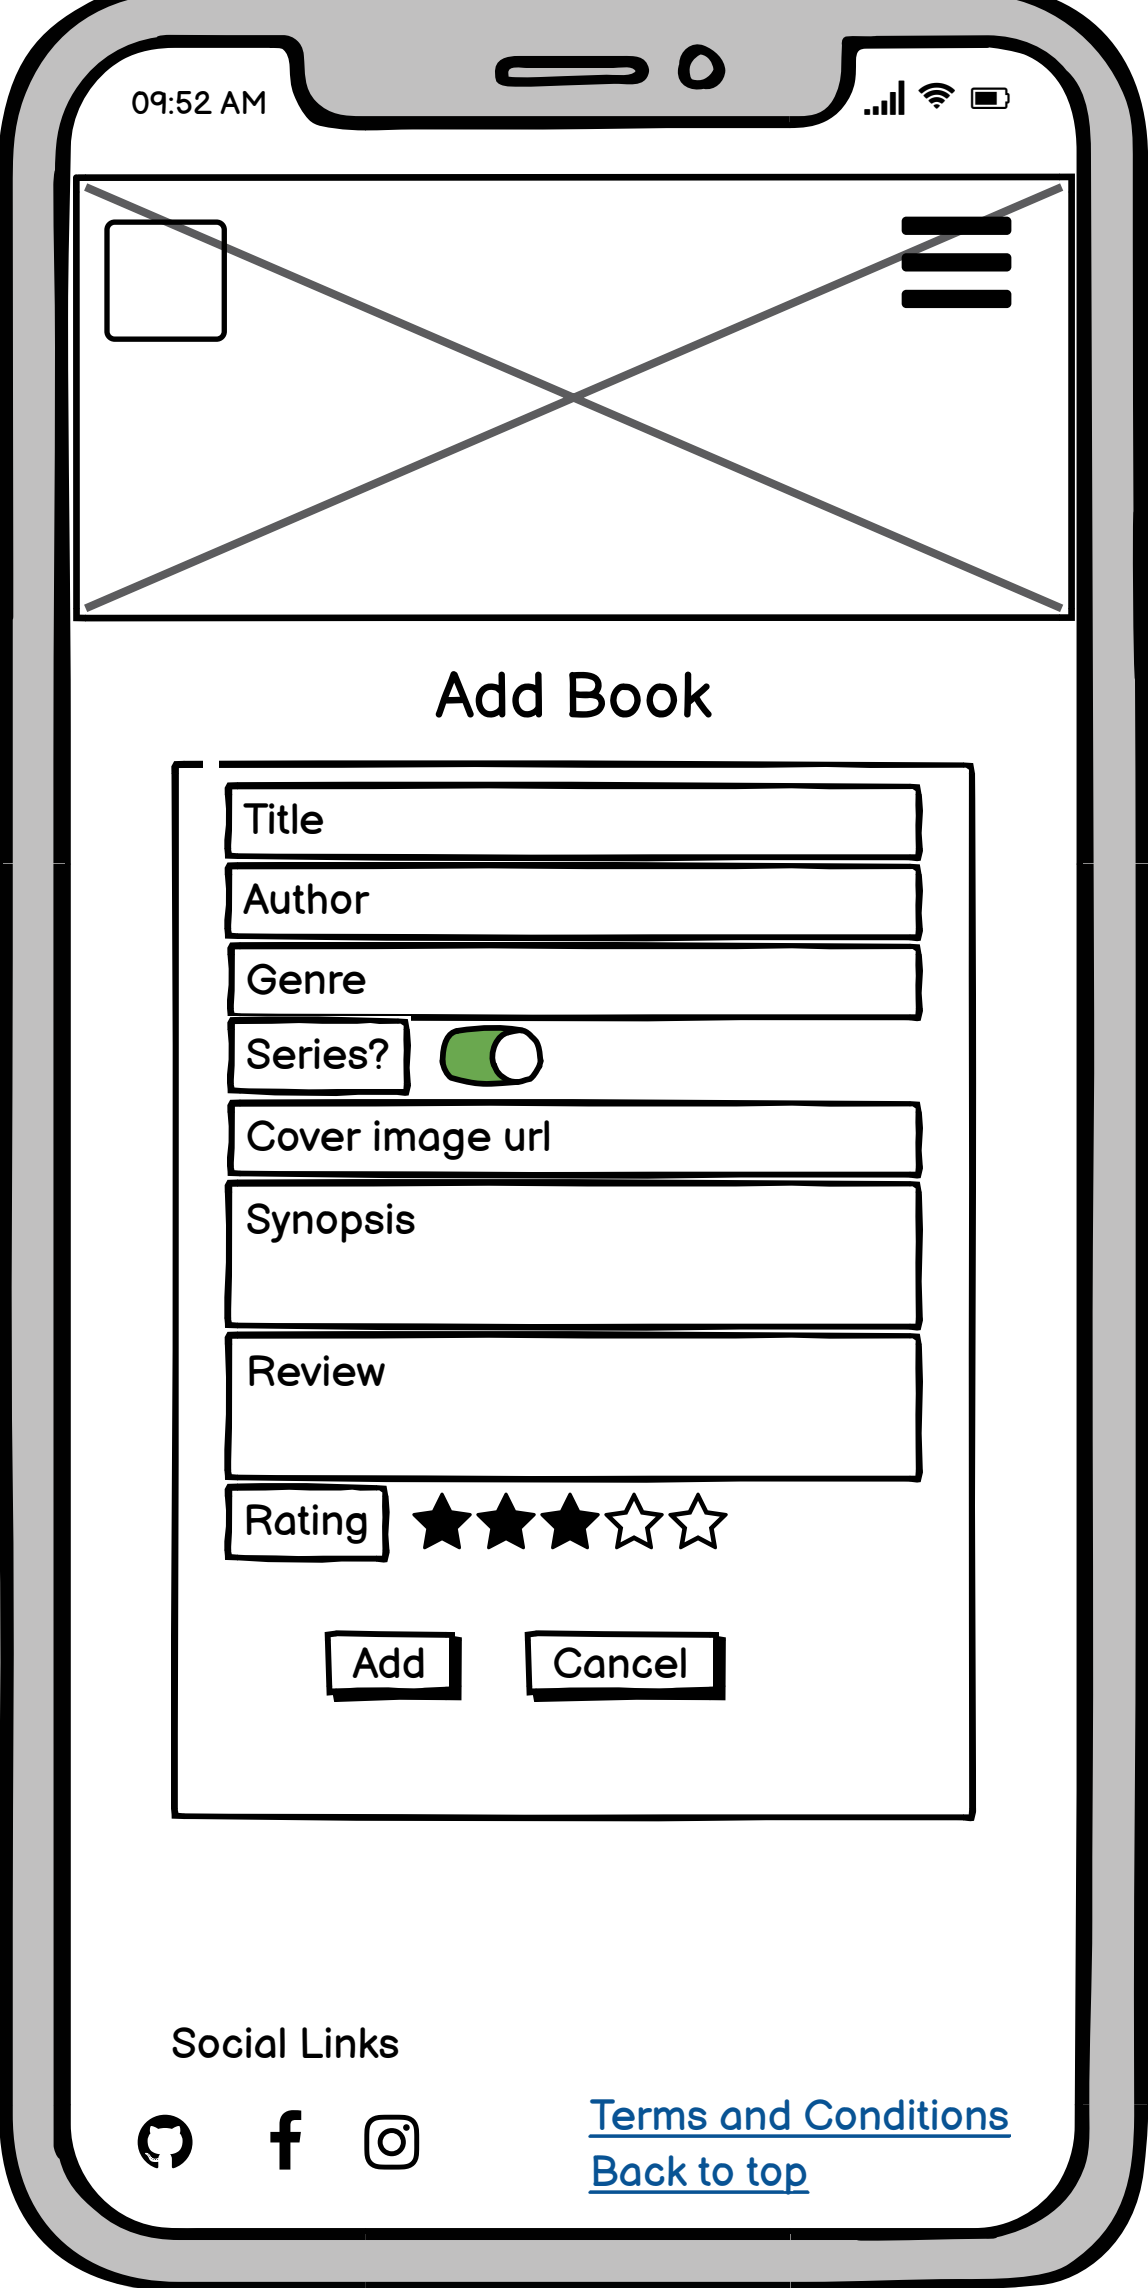 09:52 AM
Add Book
Title
Author
Genre
Series?
Cover image url
Synopsis
Review
Rating
Add Cancel
Social Links
Terms and Conditions
Back to top